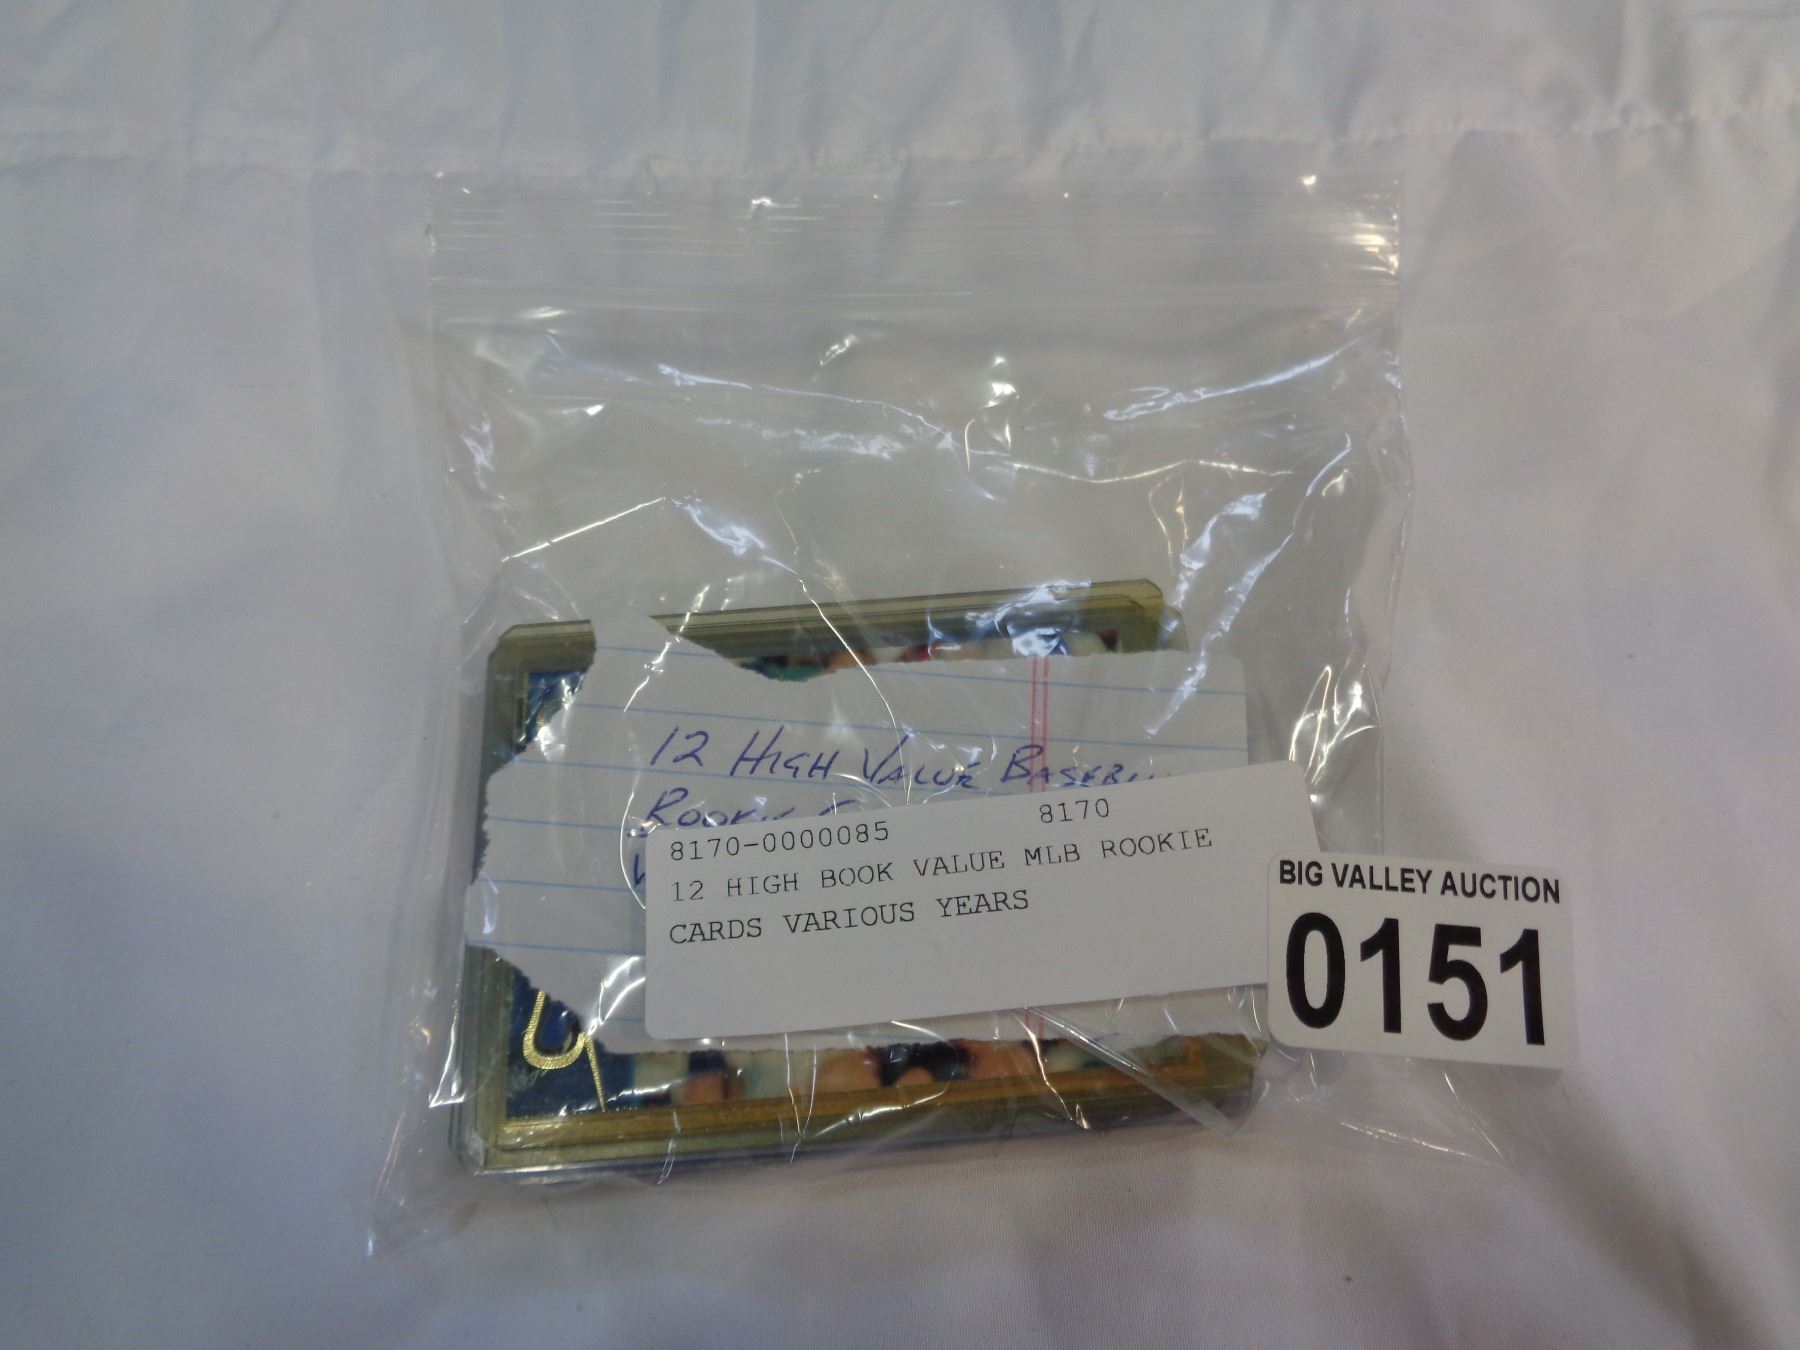 12 HIGH VALUE
8170-0000085 8170
12 HIGH BOOK VALUE MLB ROOKIE
CARDS VARIOUS YEARS
BIG VALLEY AUCTION
0151